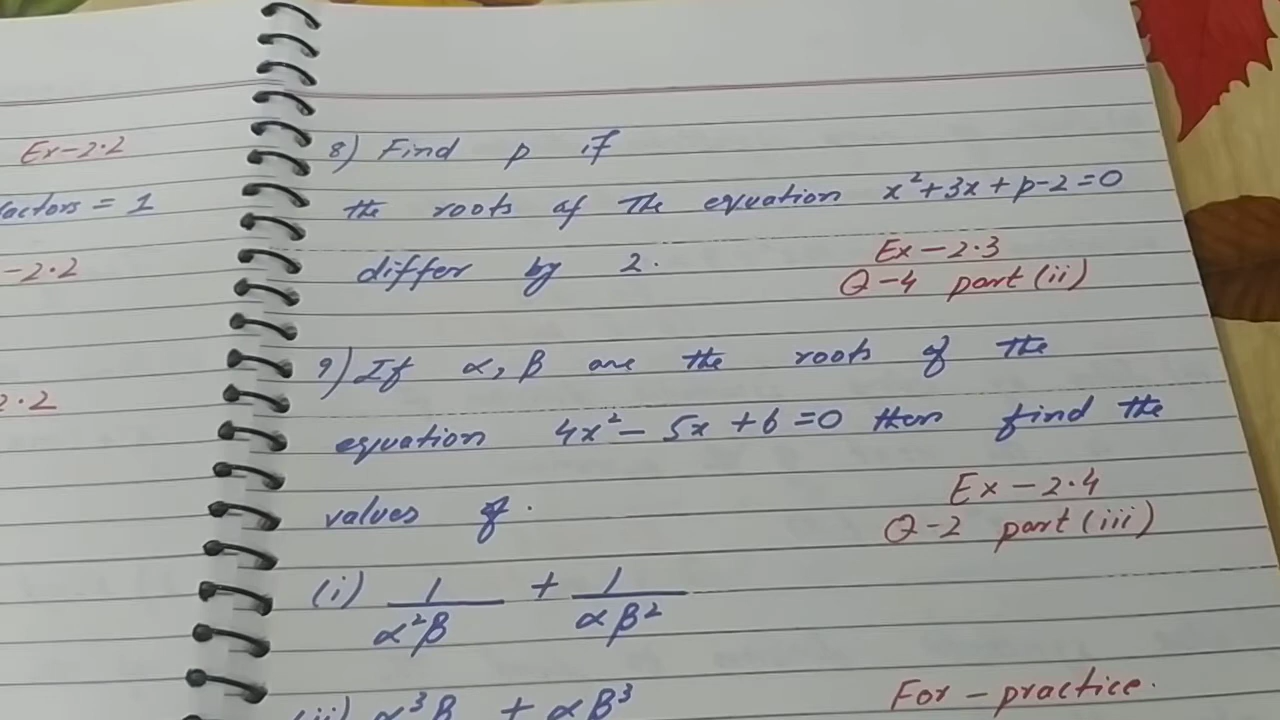 Ex-2.2
factors = 1
-2.2
2.2
8) Find p if
the roots of the equation x²+3x+p-2=0
differ by 2.
Ex-2.3
Q-4 part (ii)
9) If α, β are the roots of the
equation 4x²- 5x +6 =0 then find the
values of.
Ex-2.4
Q-2 part (iii)
(i) 1/α²β + 1/αβ²
(ii) α³β + αβ³
For-practice.